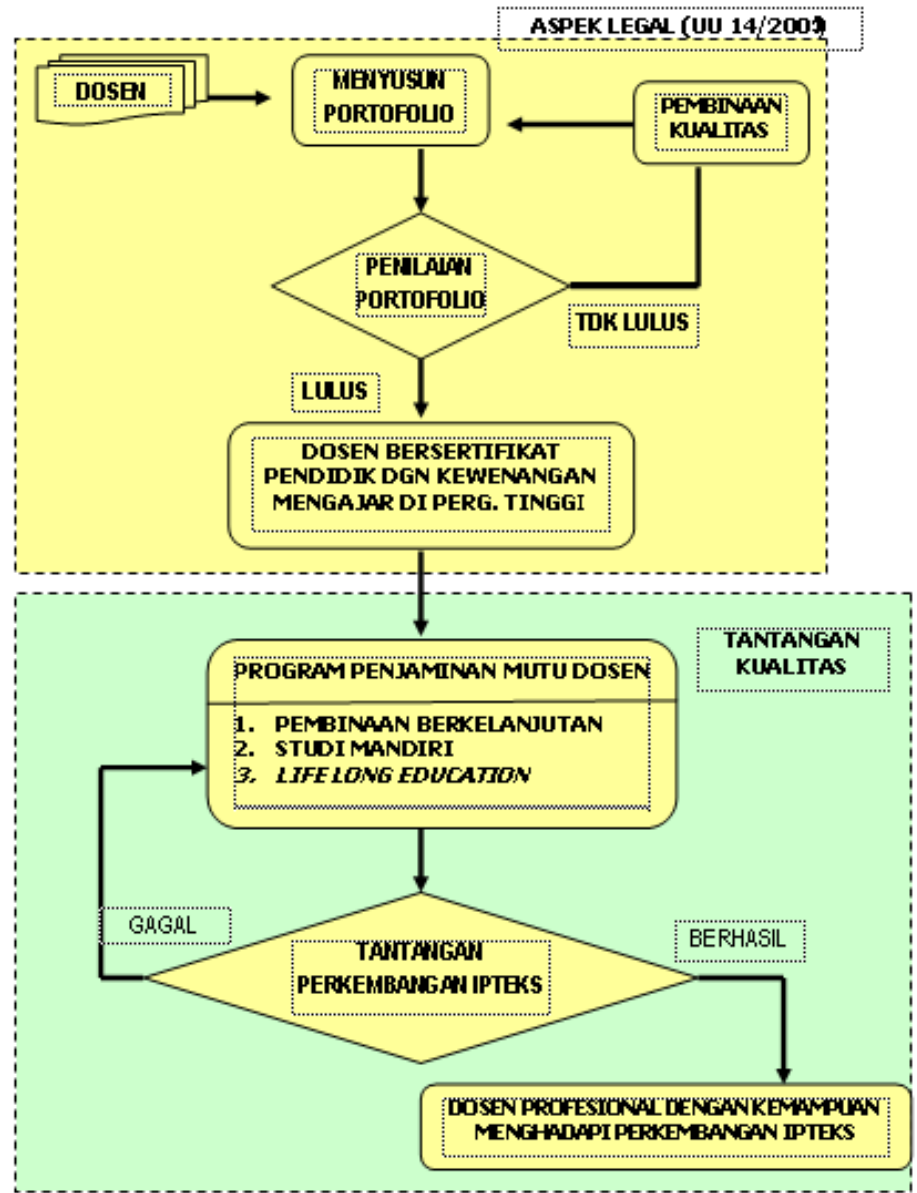 ASPEK LEGAL (UU 14/2005)
DOSEN
MENYUSUN
PORTOFOLIO
PEMBINAAN
KUALITAS
PENILAIAN
PORTOFOLIO
TDK LULUS
LULUS
DOSEN BERSERTIFIKAT
PENDIDIK DGN KEWENANGAN
MENGAJAR DI PERG. TINGGI
TANTANGAN
KUALITAS
PROGRAM PENJAMINAN MUTU DOSEN
1. PEMBINAAN BERKELANJUTAN
2. STUDI MANDIRI
3. LIFE LONG EDUCATION
GAGAL
BERHASIL
TANTANGAN
PERKEMBANGAN IPTEKS
DOSEN PROFESIONAL DENGAN KEMAMPUAN
MENGHADAPI PERKEMBANGAN IPTEKS